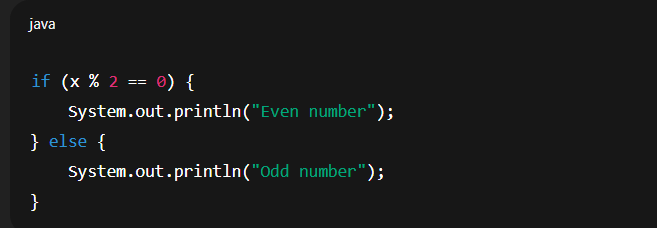 java
if (x % 2 == 0) {
    System.out.println("Even number");
} else {
    System.out.println("Odd number");
}